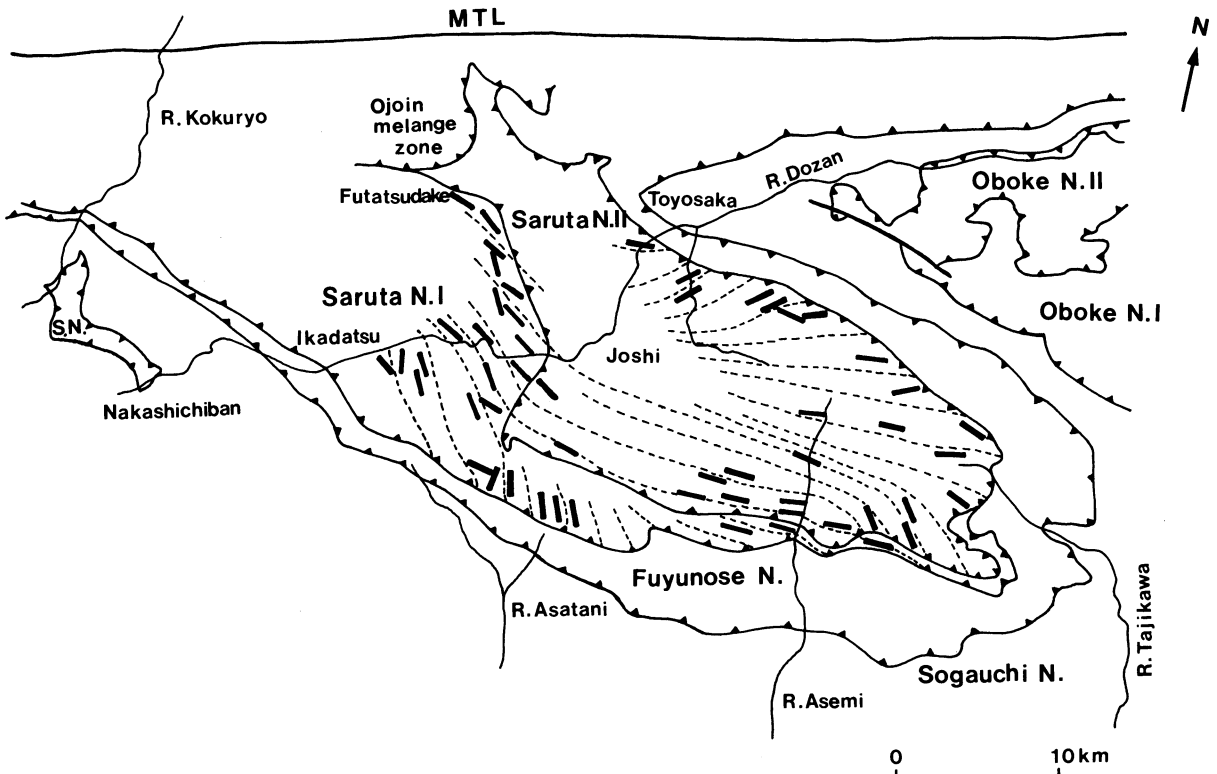 MTL
N
R. Kokuryo
Ojoin
melange
zone
R. Dozan
Oboke N.II
Futatsudake
Toyosaka
Saruta N.II
Saruta N.I
Oboke N.I
S.N.
Ikadatsu
Joshi
Nakashichiban
Fuyunose N.
R. Asatani
R. Tajikawa
Sogauchi N.
R. Asemi
0 10km